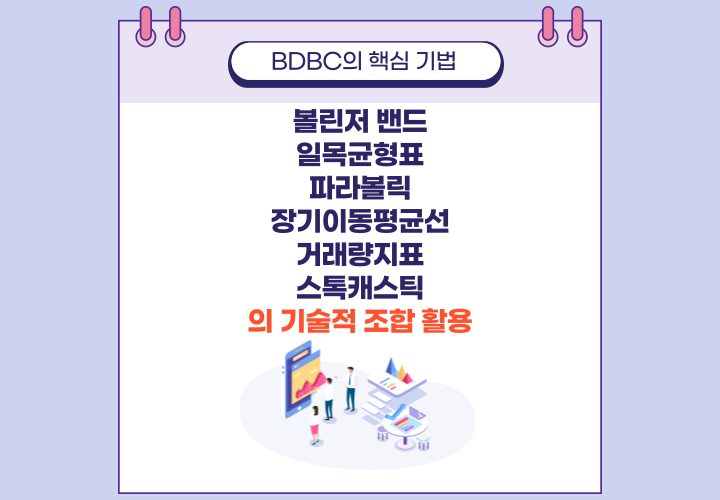 BDBC의 핵심 기법
볼린저 밴드
일목균형표
파라볼릭
장기이동평균선
거래량지표
스톡캐스틱
의 기술적 조합 활용